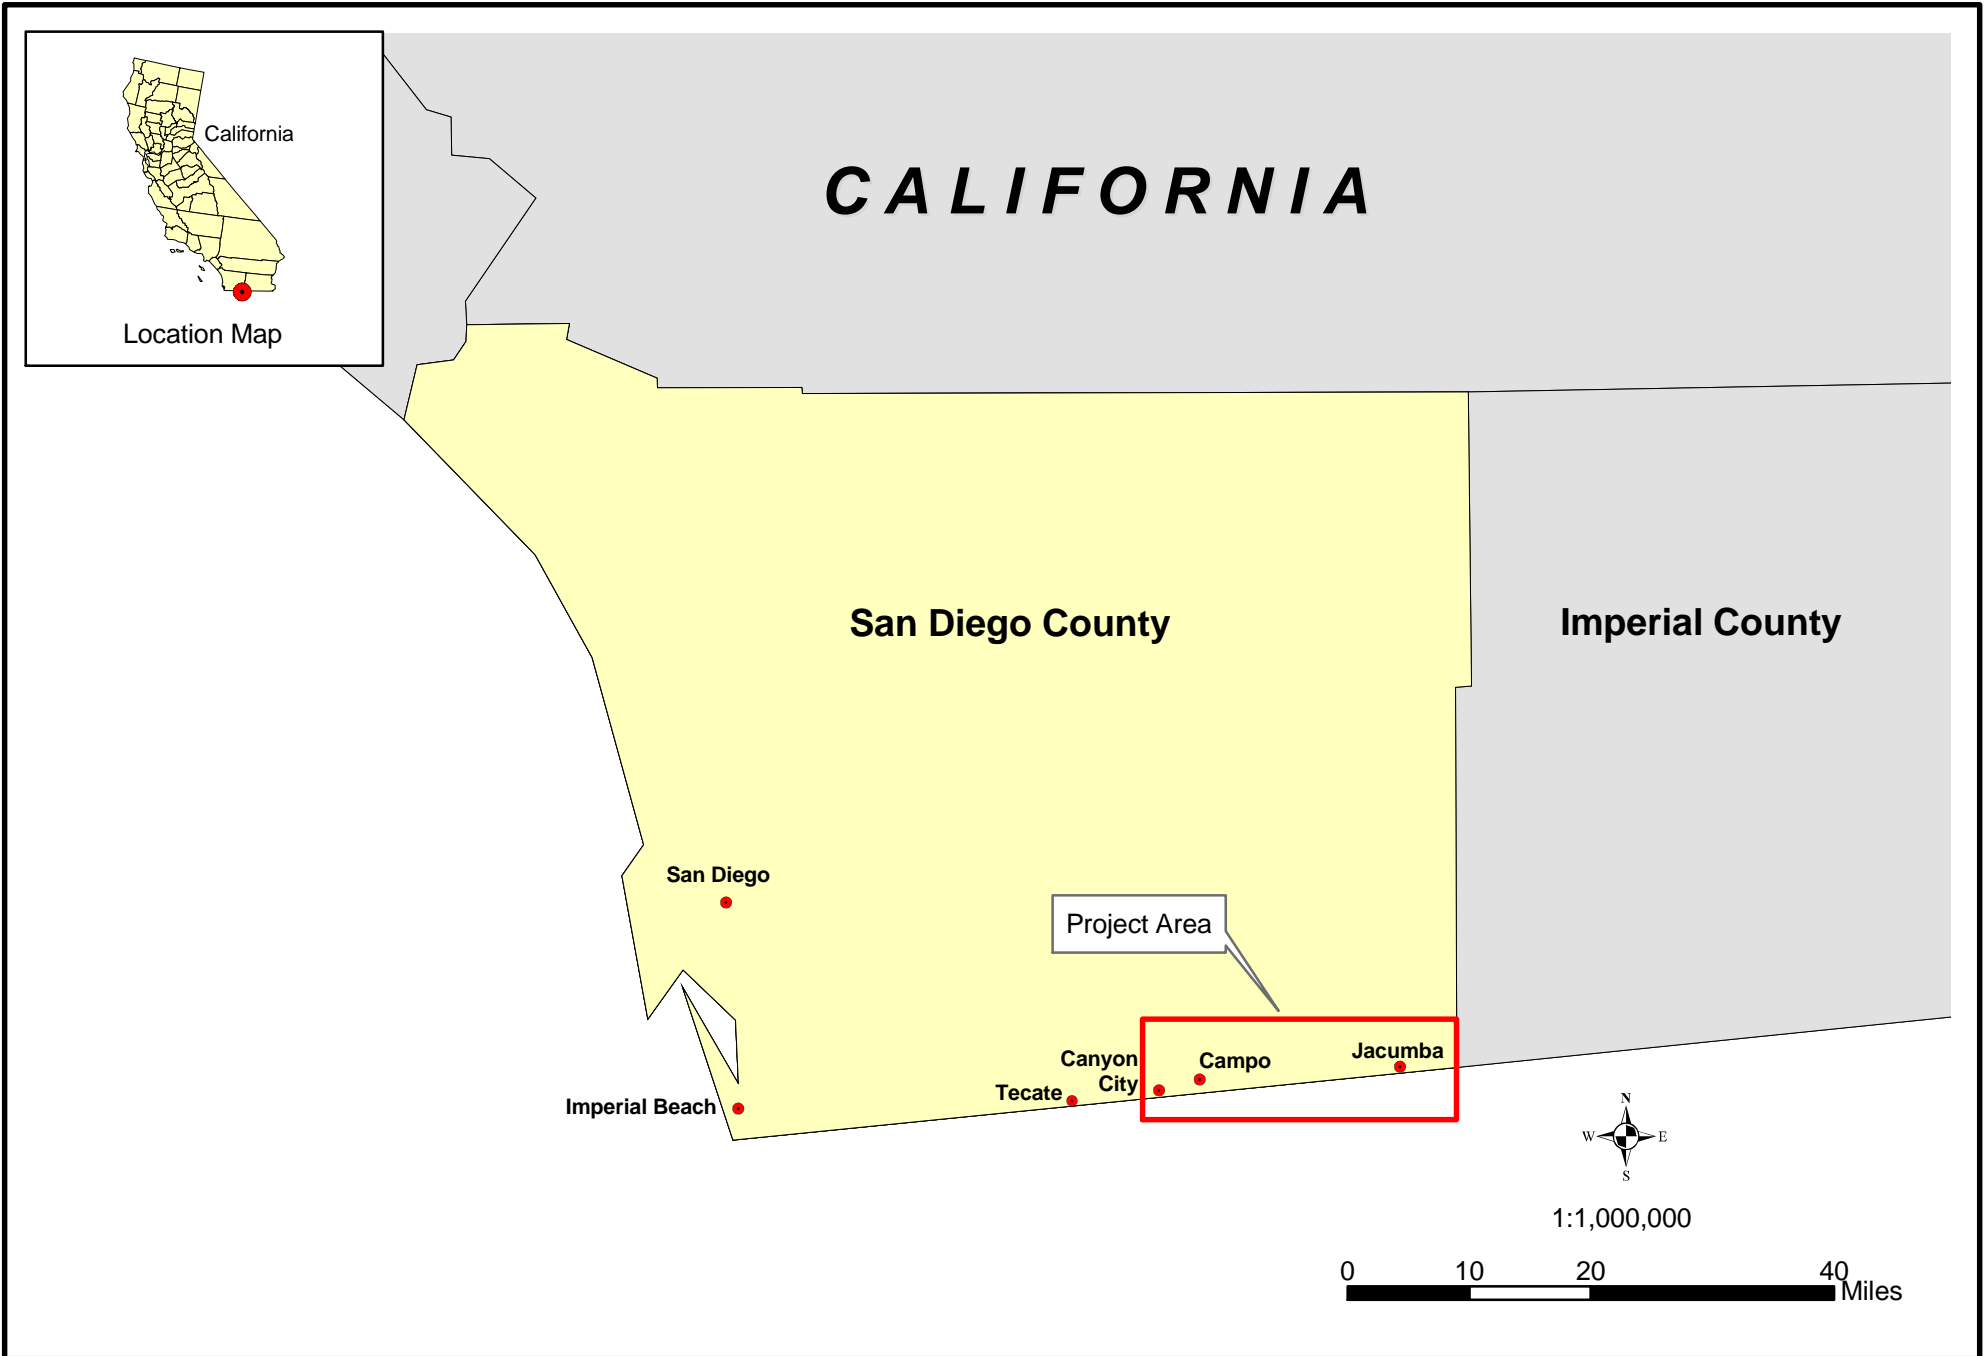 California
Location Map
CALIFORNIA
San Diego County
Imperial County
San Diego
Project Area
Canyon
City
Campo
Jacumba
Tecate
Imperial Beach
N
W E
S
1:1,000,000
0 10 20 40
Miles